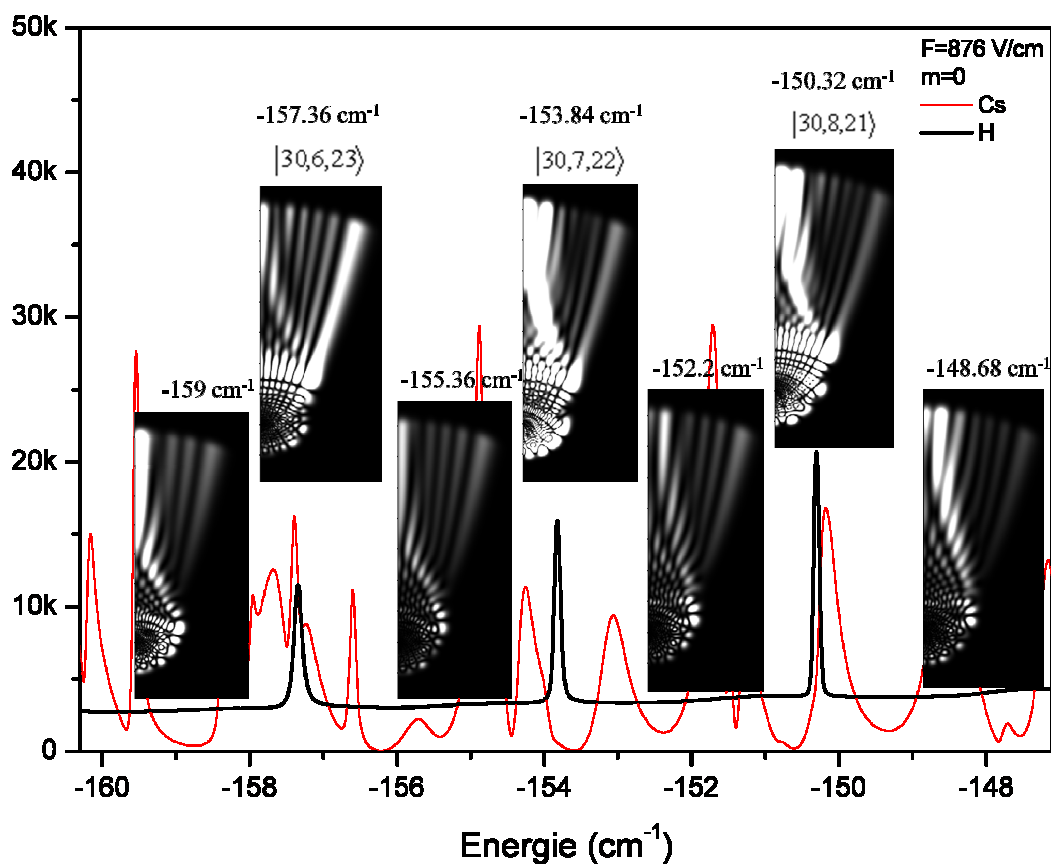 50k
40k
30k
20k
10k
0
F=876 V/cm
m=0
Cs
H
-157.36 cm-1
|30,6,23⟩
-153.84 cm-1
|30,7,22⟩
-150.32 cm-1
|30,8,21⟩
-159 cm-1
-155.36 cm-1
-152.2 cm-1
-148.68 cm-1
-160
-158
-156
-154
-152
-150
-148
Energie (cm-1)